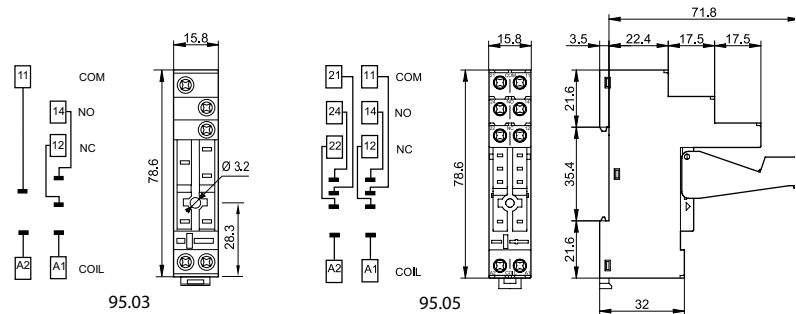 11 COM
14 NO
12 NC
A2 A1 COIL
15.8
78.6
Ø 3.2
28.3
95.03
21 11 COM
24 14 NO
22 12 NC
A2 A1 COIL
15.8
78.6
95.05
71.8
3.5 22.4 17.5 17.5
21.6
35.4
21.6
32